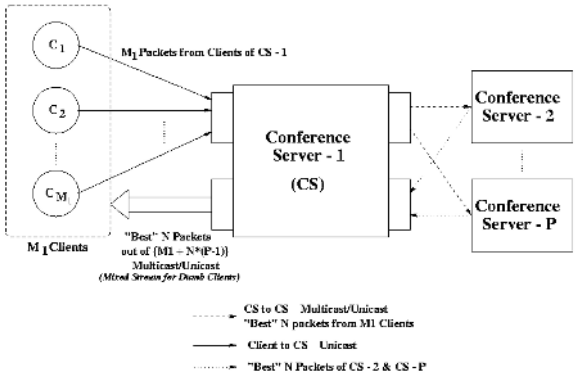 C1
M1 Packets from Clients of CS - 1
C2
CM1
M1 Clients
Conference
Server - 1
(CS)
Conference
Server - 2
Conference
Server - P
"Best" N Packets
out of {M1 + N*(P-1)}
Multicast/Unicast
(Mixed Stream for Dumb Clients)
CS to CS Multicast/Unicast
"Best" N packets from M1 Clients
Client to CS Unicast
"Best" N Packets of CS - 2 & CS - P